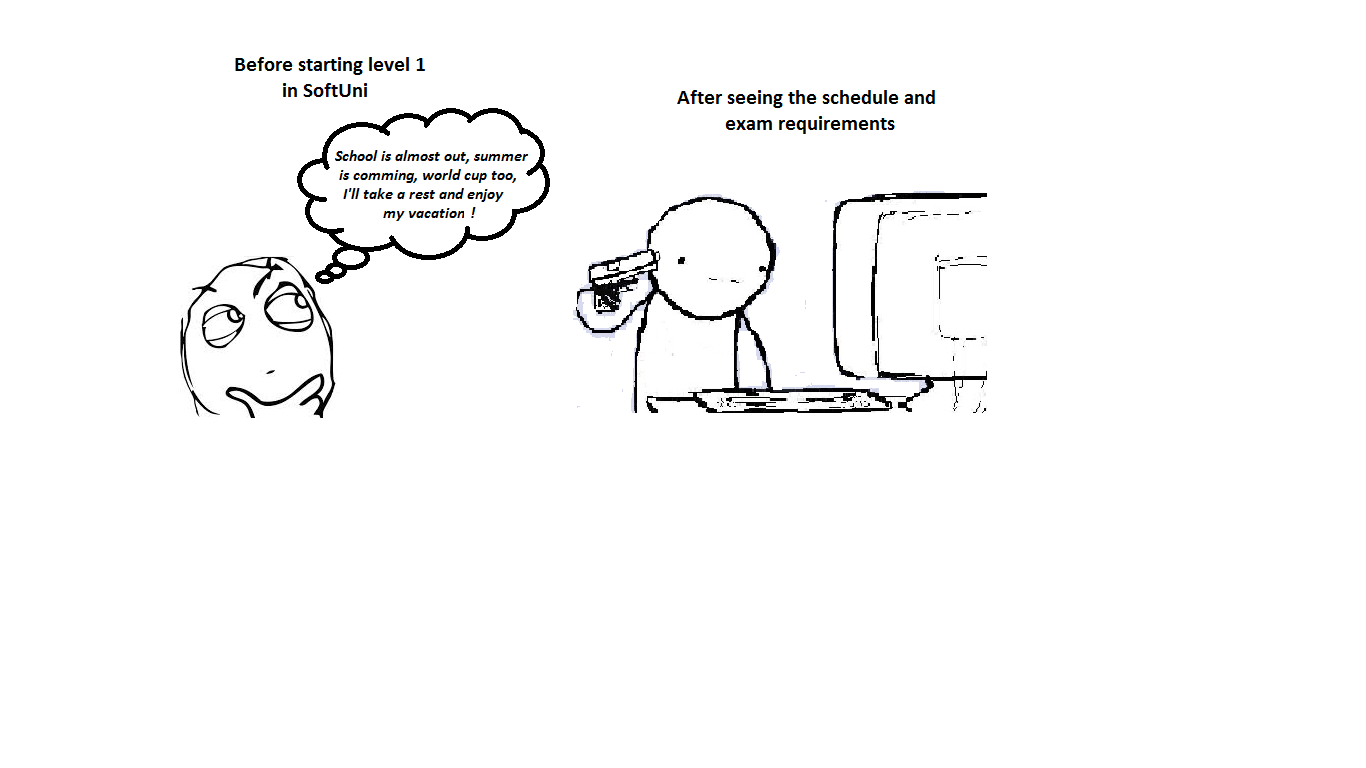 Before starting level 1
in SoftUni
School is almost out, summer
is comming, world cup too,
I'll take a rest and enjoy
my vacation !
After seeing the schedule and
exam requirements